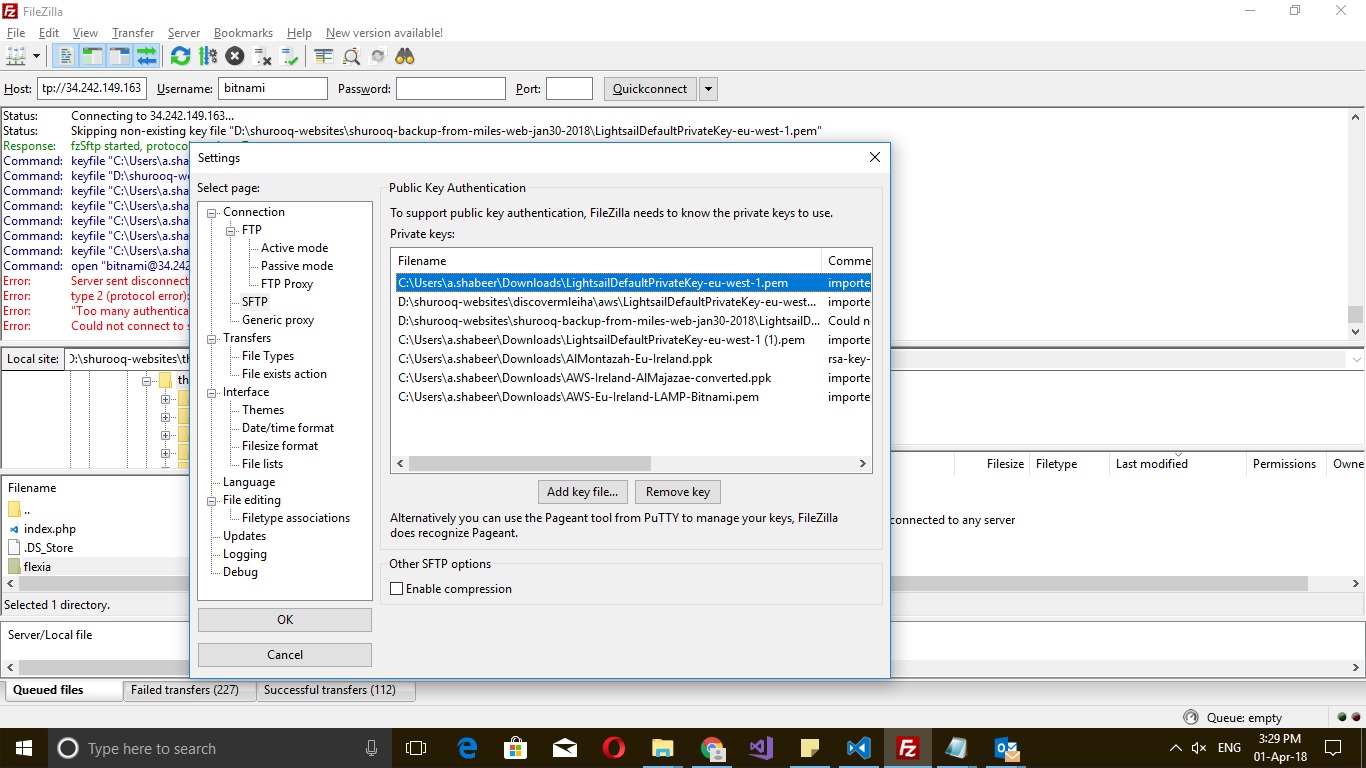 FileZilla
File Edit View Transfer Server Bookmarks Help New version available!
Host: tp://34.242.149.163 Username: bitnami Password: Port: Quickconnect
Status: Connecting to 34.242.149.163...
Status: Skipping non-existing key file "D:\shurooq-websites\shurooq-backup-from-miles-web-jan30-2018\LightsailDefaultPrivateKey-eu-west-1.pem"
Response: fzSftp started, protoco
Command: keyfile "C:\Users\a.sha
Command: keyfile "D:\shurooq-w
Command: keyfile "C:\Users\a.sha
Command: keyfile "C:\Users\a.sha
Command: keyfile "C:\Users\a.sha
Command: keyfile "C:\Users\a.sha
Command: keyfile "C:\Users\a.sha
Command: open "bitnami@34.242
Error: Server sent disconnect
Error: type 2 (protocol error):
Error: "Too many authentica
Error: Could not connect to s
Settings
Select page:
Connection
FTP
Active mode
Passive mode
FTP Proxy
SFTP
Generic proxy
Transfers
File Types
File exists action
Interface
Themes
Date/time format
Filesize format
File lists
Language
File editing
Filetype associations
Updates
Logging
Debug
OK
Cancel
Public Key Authentication
To support public key authentication, FileZilla needs to know the private keys to use.
Private keys:
Filename Comme
C:\Users\a.shabeer\Downloads\LightsailDefaultPrivateKey-eu-west-1.pem importe
D:\shurooq-websites\discovermleiha\aws\LightsailDefaultPrivateKey-eu-west... importe
D:\shurooq-websites\shurooq-backup-from-miles-web-jan30-2018\LightsailD... Could n
C:\Users\a.shabeer\Downloads\LightsailDefaultPrivateKey-eu-west-1 (1).pem importe
C:\Users\a.shabeer\Downloads\AlMontazah-Eu-Ireland.ppk rsa-key-
C:\Users\a.shabeer\Downloads\AWS-Ireland-AlMajazae-converted.ppk importe
C:\Users\a.shabeer\Downloads\AWS-Eu-Ireland-LAMP-Bitnami.pem importe
Add key file... Remove key
Alternatively you can use the Pageant tool from PuTTY to manage your keys, FileZilla
does recognize Pageant.
Other SFTP options
Enable compression
Local site: D:\shurooq-websites\th
th
Filename
..
index.php
.DS_Store
flexia
Selected 1 directory.
Filesize Filetype Last modified Permissions Owne
connected to any server
Server/Local file
Queued files Failed transfers (227) Successful transfers (112)
Queue: empty
Type here to search
ENG
3:29 PM
01-Apr-18